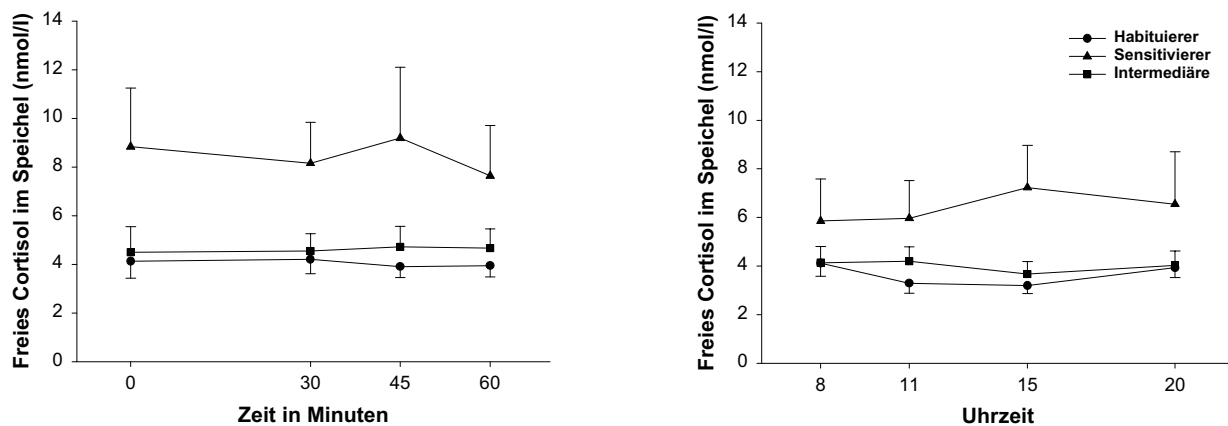 Freies Cortisol im Speichel (nmol/l)
14
12
10
8
6
4
2
0
0 30 45 60
Zeit in Minuten
Freies Cortisol im Speichel (nmol/l)
14
12
10
8
6
4
2
0
8 11 15 20
Uhrzeit
Habituierer
Sensitivierer
Intermediäre